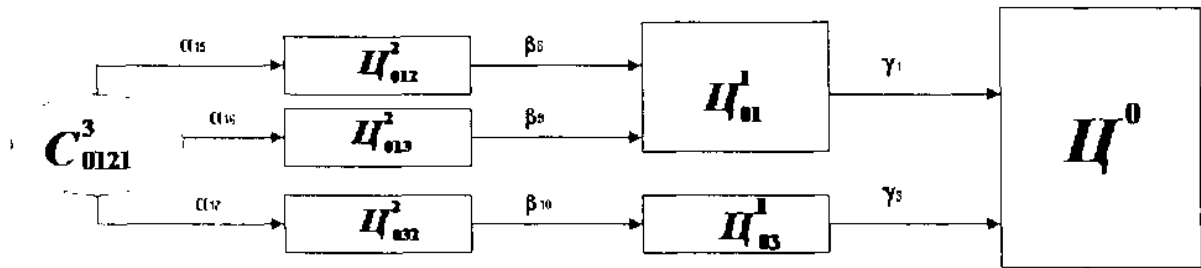 α15
Ц²₀₁₂
β8
Ц¹₀₁
γ1
Ц⁰
C³₀₁₂₁
α16
Ц²₀₁₃
β9
α17
Ц²₀₃₂
β10
Ц¹₀₃
γ3